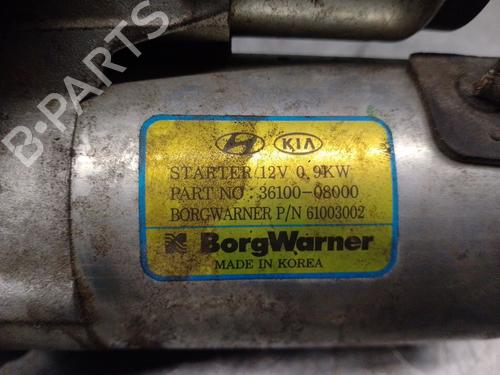 B-PARTS
KIA
STARTER/12V 0.9KW
PART NO : 36100-08000
BORGWARNER P/N 61003002
BorgWarner
MADE IN KOREA